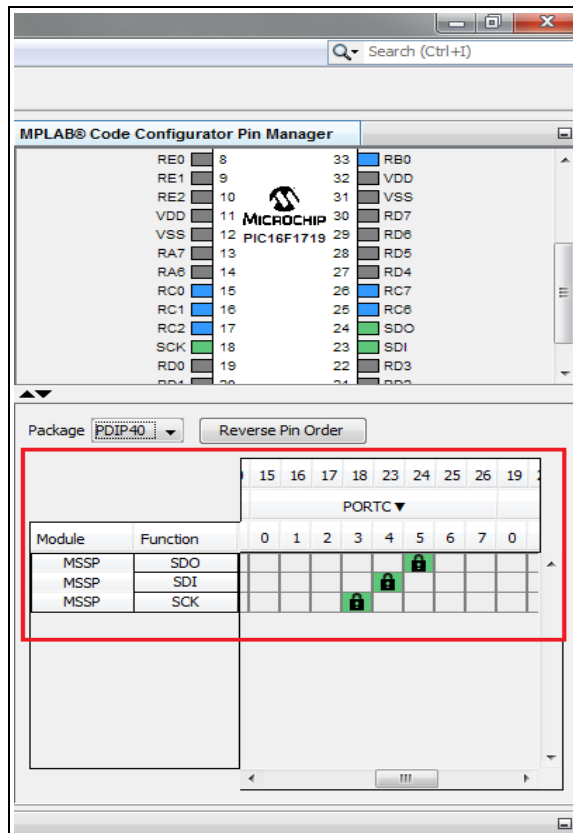 Search (Ctrl+I)
MPLAB® Code Configurator Pin Manager
RE0 8 33 RB0
RE1 9 32 VDD
RE2 10 31 VSS
VDD 11 MICROCHIP 30 RD7
VSS 12 PIC16F1719 29 RD6
RA7 13 28 RD5
RA6 14 27 RD4
RC0 15 26 RC7
RC1 16 25 RC6
RC2 17 24 SDO
SCK 18 23 SDI
RD0 19 22 RD3
RD1 20 21 RD2
Package PDIP40 Reverse Pin Order
15 16 17 18 23 24 25 26 19
PORTC▼
Module Function 0 1 2 3 4 5 6 7 0
MSSP SDO
MSSP SDI
MSSP SCK